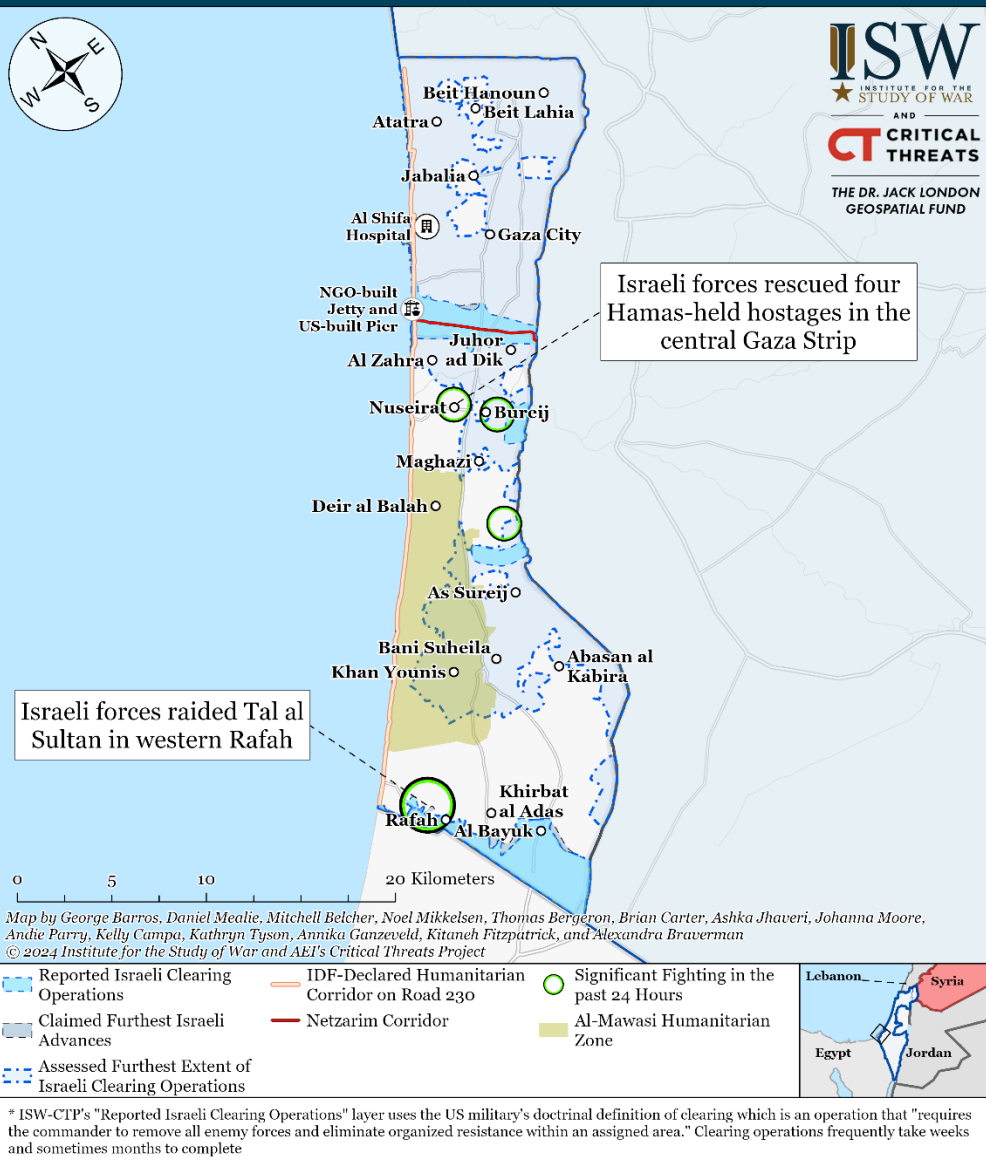 N
E
W
S
ISW
INSTITUTE FOR THE
STUDY OF WAR
AND
CT CRITICAL
THREATS
THE DR. JACK LONDON
GEOSPATIAL FUND
Beit Hanoun
Beit Lahia
Atatra
Jabalia
Al Shifa
Hospital
Gaza City
NGO-built
Jetty and
US-built Pier
Israeli forces rescued four
Hamas-held hostages in the
central Gaza Strip
Juhor
ad Dik
Al Zahra
Nuseirat
Bureij
Maghazi
Deir al Balah
As Sureij
Bani Suheila
Khan Younis
Abasan al
Kabira
Israeli forces raided Tal al
Sultan in western Rafah
Khirbat
al Adas
Rafah
Al Bayuk
0 5 10 20 Kilometers
Map by George Barros, Daniel Mealie, Mitchell Belcher, Noel Mikkelsen, Thomas Bergeron, Brian Carter, Ashka Jhaveri, Johanna Moore,
Andie Parry, Kelly Campa, Kathryn Tyson, Annika Ganzeveld, Kitaneh Fitzpatrick, and Alexandra Braverman
© 2024 Institute for the Study of War and AEI's Critical Threats Project
Reported Israeli Clearing
Operations
Claimed Furthest Israeli
Advances
Assessed Furthest Extent of
Israeli Clearing Operations
IDF-Declared Humanitarian
Corridor on Road 230
Netzarim Corridor
Significant Fighting in the
past 24 Hours
Al-Mawasi Humanitarian
Zone
Lebanon
Syria
Egypt
Jordan
* ISW-CTP's "Reported Israeli Clearing Operations" layer uses the US military's doctrinal definition of clearing which is an operation that "requires
the commander to remove all enemy forces and eliminate organized resistance within an assigned area." Clearing operations frequently take weeks
and sometimes months to complete